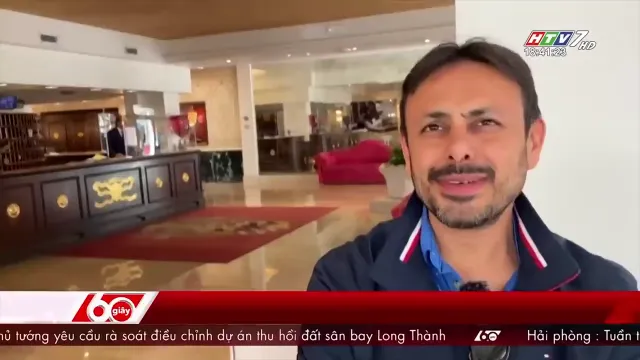 HTV7 HD
18:41:23
60 giây
hủ tướng yêu cầu rà soát điều chỉnh dự án thu hồi đất sân bay Long Thành 60 Hải phòng : Tuần t